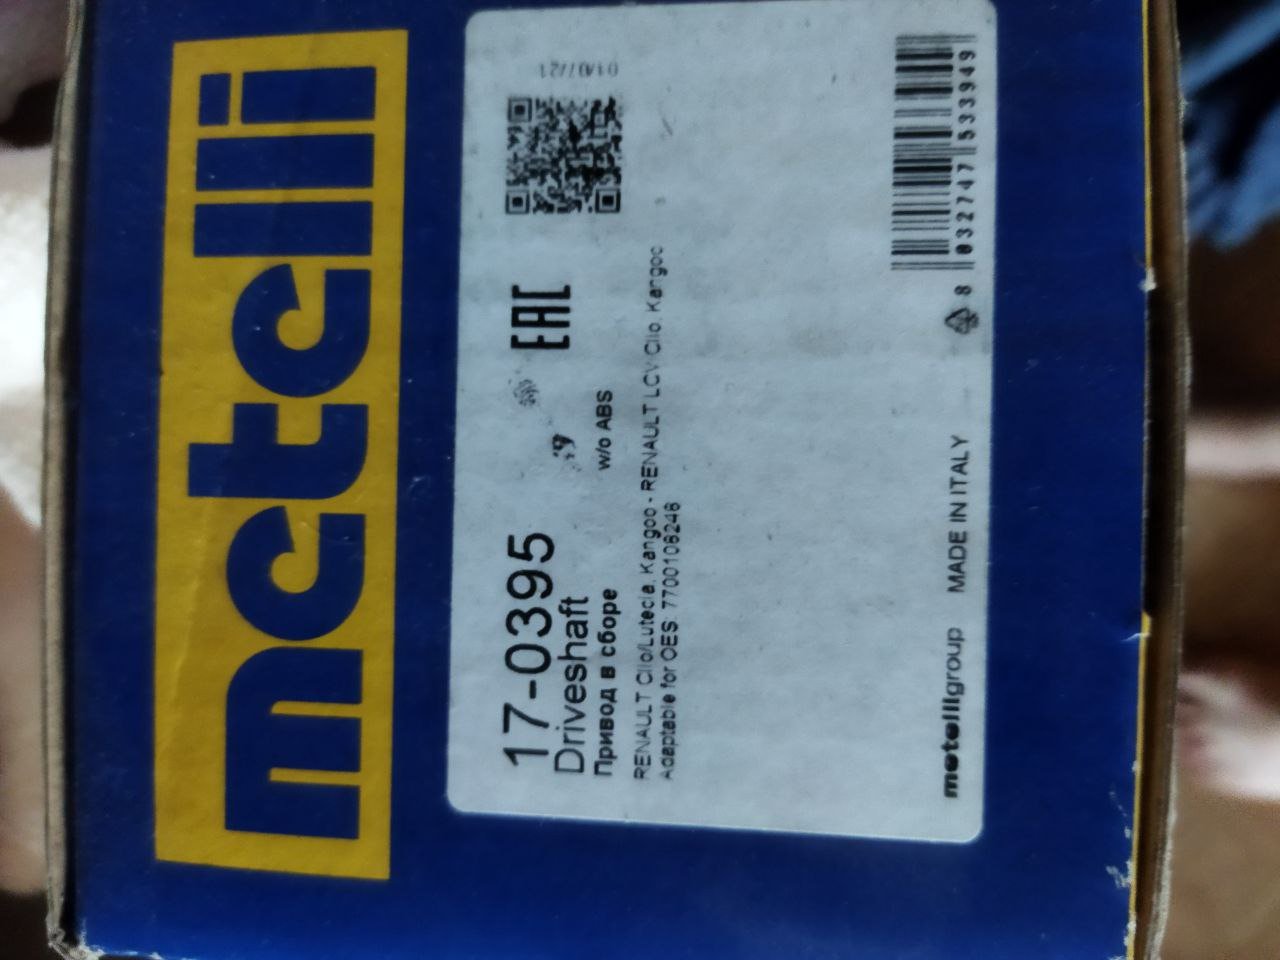 metelli
17-0395
01/07/21
Driveshaft
EAC
Привод в сборе
w/o ABS
RENAULT Clio/Lutecia, Kangoo - RENAULT LCV Clio, Kangoo
Adaptable for OES: 7700106246
metelligroup MADE IN ITALY
8 032747 533949